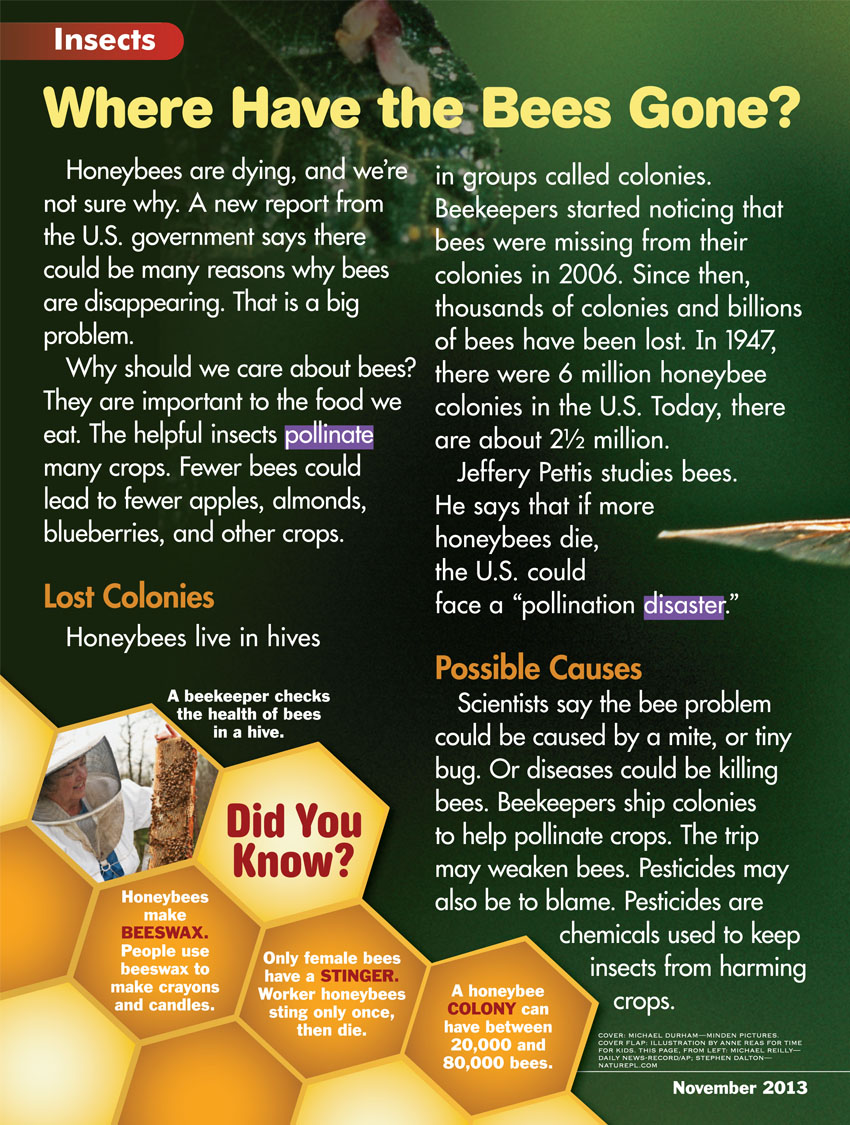 Insects
Where Have the Bees Gone?
Honeybees are dying, and we’re
not sure why. A new report from
the U.S. government says there
could be many reasons why bees
are disappearing. That is a big
problem.
Why should we care about bees?
They are important to the food we
eat. The helpful insects pollinate
many crops. Fewer bees could
lead to fewer apples, almonds,
blueberries, and other crops.
Lost Colonies
Honeybees live in hives
in groups called colonies.
Beekeepers started noticing that
bees were missing from their
colonies in 2006. Since then,
thousands of colonies and billions
of bees have been lost. In 1947,
there were 6 million honeybee
colonies in the U.S. Today, there
are about 2½ million.
Jeffery Pettis studies bees.
He says that if more
honeybees die,
the U.S. could
face a “pollination disaster.”
Possible Causes
Scientists say the bee problem
could be caused by a mite, or tiny
bug. Or diseases could be killing
bees. Beekeepers ship colonies
to help pollinate crops. The trip
may weaken bees. Pesticides may
also be to blame. Pesticides are
chemicals used to keep
insects from harming
crops.
A beekeeper checks
the health of bees
in a hive.
Did You
Know?
Honeybees
make
BEESWAX.
People use
beeswax to
make crayons
and candles.
Only female bees
have a STINGER.
Worker honeybees
sting only once,
then die.
A honeybee
COLONY can
have between
20,000 and
80,000 bees.
COVER: MICHAEL DURHAM—MINDEN PICTURES.
COVER FLAP: ILLUSTRATION BY ANNE REAS FOR TIME
FOR KIDS. THIS PAGE, FROM LEFT: MICHAEL REILLY—
DAILY NEWS-RECORD/AP; STEPHEN DALTON—
NATUREPL.COM
November 2013